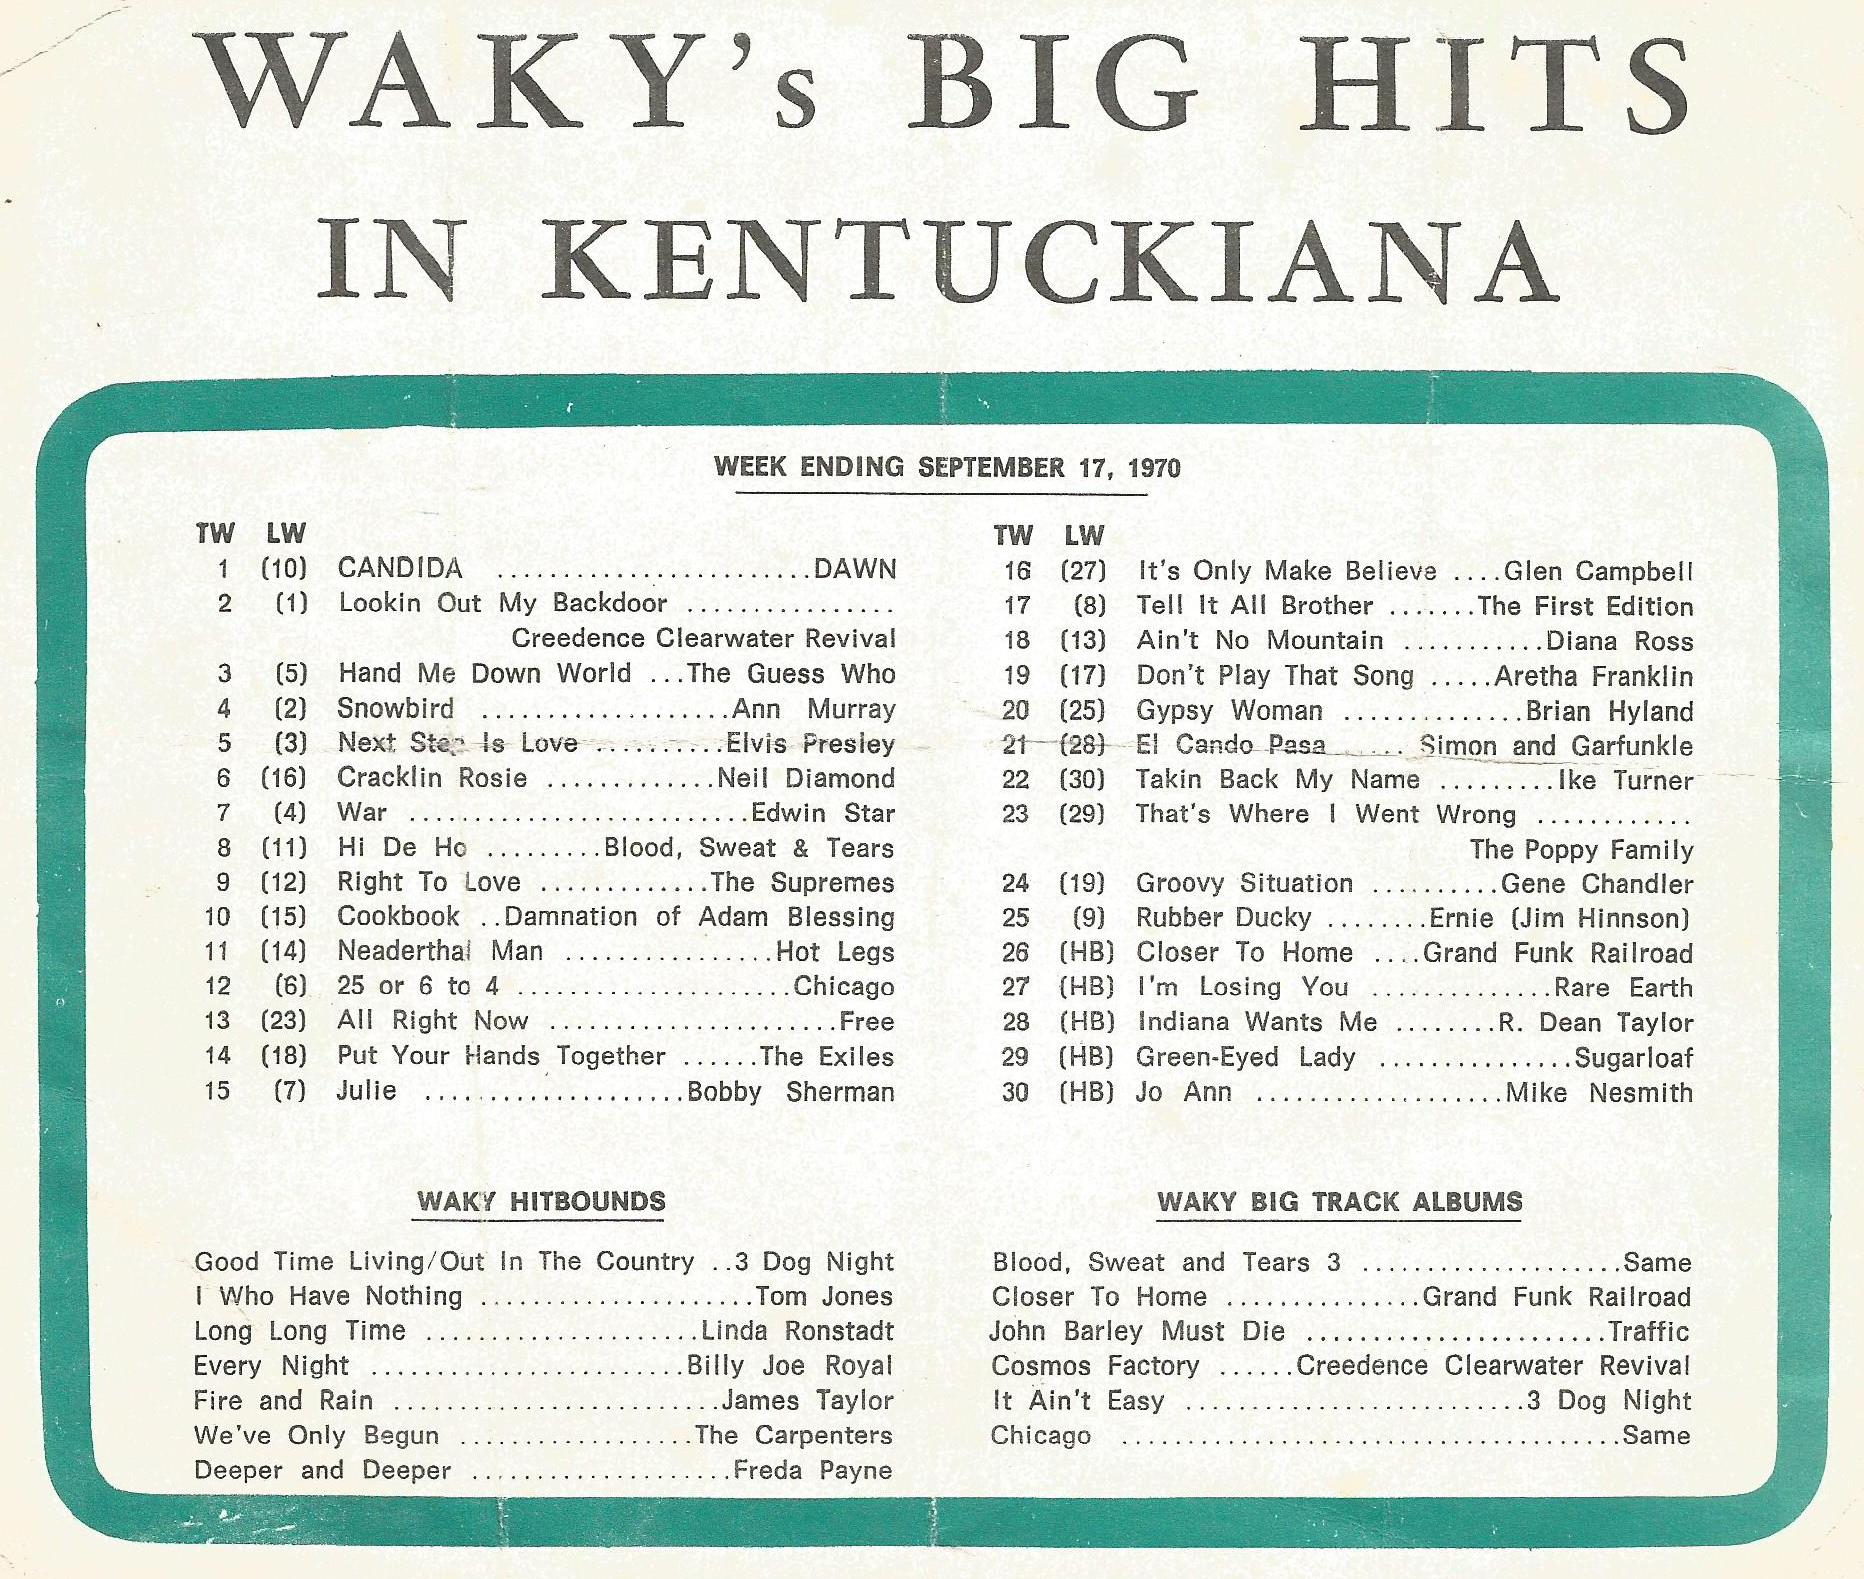 WAKY's BIG HITS
IN KENTUCKIANA
WEEK ENDING SEPTEMBER 17, 1970
TW LW
1 (10) CANDIDA ........................DAWN
2 (1) Lookin Out My Backdoor ................
Creedence Clearwater Revival
3 (5) Hand Me Down World ...The Guess Who
4 (2) Snowbird ...................Ann Murray
5 (3) Next Step Is Love ..........Elvis Presley
6 (16) Cracklin Rosie .............Neil Diamond
7 (4) War ..........................Edwin Star
8 (11) Hi De Ho .........Blood, Sweat & Tears
9 (12) Right To Love .............The Supremes
10 (15) Cookbook ..Damnation of Adam Blessing
11 (14) Neaderthal Man ................Hot Legs
12 (6) 25 or 6 to 4 .....................Chicago
13 (23) All Right Now ......................Free
14 (18) Put Your Hands Together ......The Exiles
15 (7) Julie ....................Bobby Sherman
TW LW
16 (27) It's Only Make Believe ....Glen Campbell
17 (8) Tell It All Brother .......The First Edition
18 (13) Ain't No Mountain ...........Diana Ross
19 (17) Don't Play That Song .....Aretha Franklin
20 (25) Gypsy Woman ..............Brian Hyland
21 (28) El Cando Pasa ...... Simon and Garfunkle
22 (30) Takin Back My Name .........Ike Turner
23 (29) That's Where I Went Wrong ............
The Poppy Family
24 (19) Groovy Situation ..........Gene Chandler
25 (9) Rubber Ducky ........Ernie (Jim Hinnson)
26 (HB) Closer To Home ....Grand Funk Railroad
27 (HB) I'm Losing You ..............Rare Earth
28 (HB) Indiana Wants Me ........R. Dean Taylor
29 (HB) Green-Eyed Lady ...............Sugarloaf
30 (HB) Jo Ann ...................Mike Nesmith
WAKY HITBOUNDS
Good Time Living/Out In The Country ..3 Dog Night
I Who Have Nothing .....................Tom Jones
Long Long Time .....................Linda Ronstadt
Every Night ........................Billy Joe Royal
Fire and Rain .........................James Taylor
We've Only Begun ..................The Carpenters
Deeper and Deeper ....................Freda Payne
WAKY BIG TRACK ALBUMS
Blood, Sweat and Tears 3 ....................Same
Closer To Home ...............Grand Funk Railroad
John Barley Must Die .......................Traffic
Cosmos Factory ......Creedence Clearwater Revival
It Ain't Easy ..........................3 Dog Night
Chicago ......................................Same